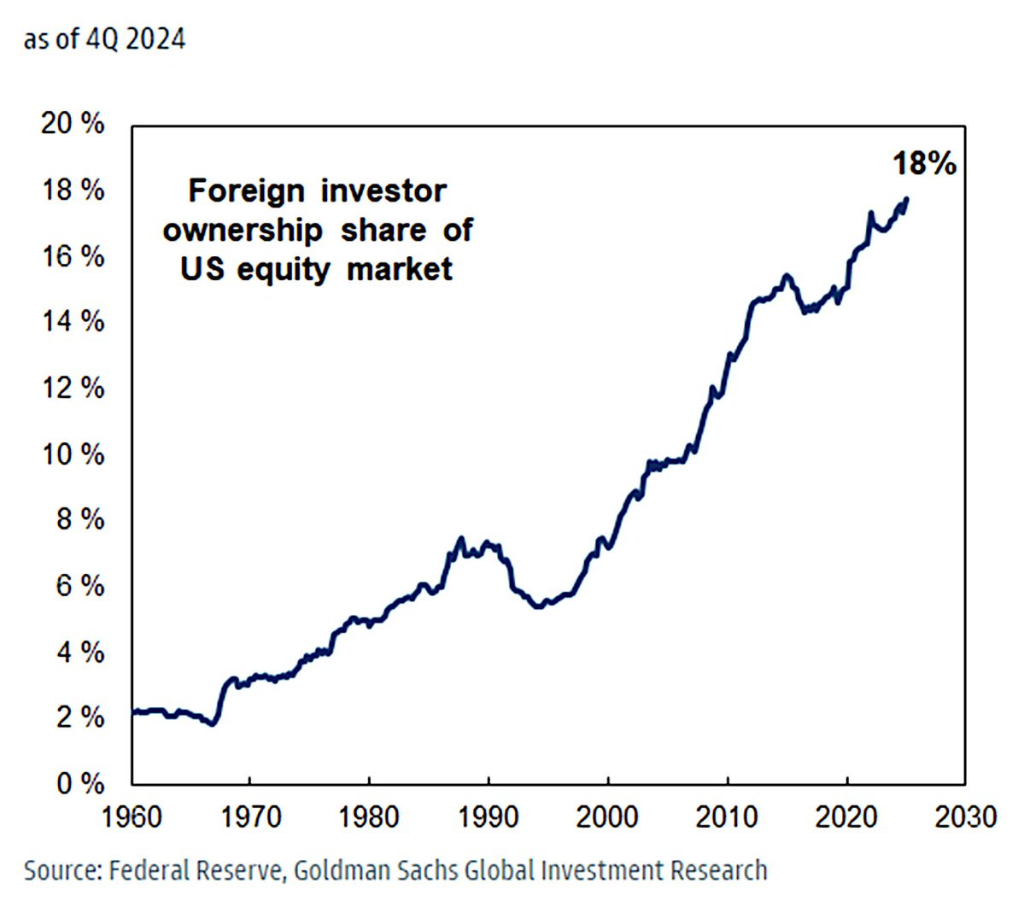 as of 4Q 2024
20 %
18%
Foreign investor
ownership share of
US equity market
18 %
16 %
14 %
12 %
10 %
8 %
6 %
4 %
2 %
0 %
1960 1970 1980 1990 2000 2010 2020 2030
Source: Federal Reserve, Goldman Sachs Global Investment Research